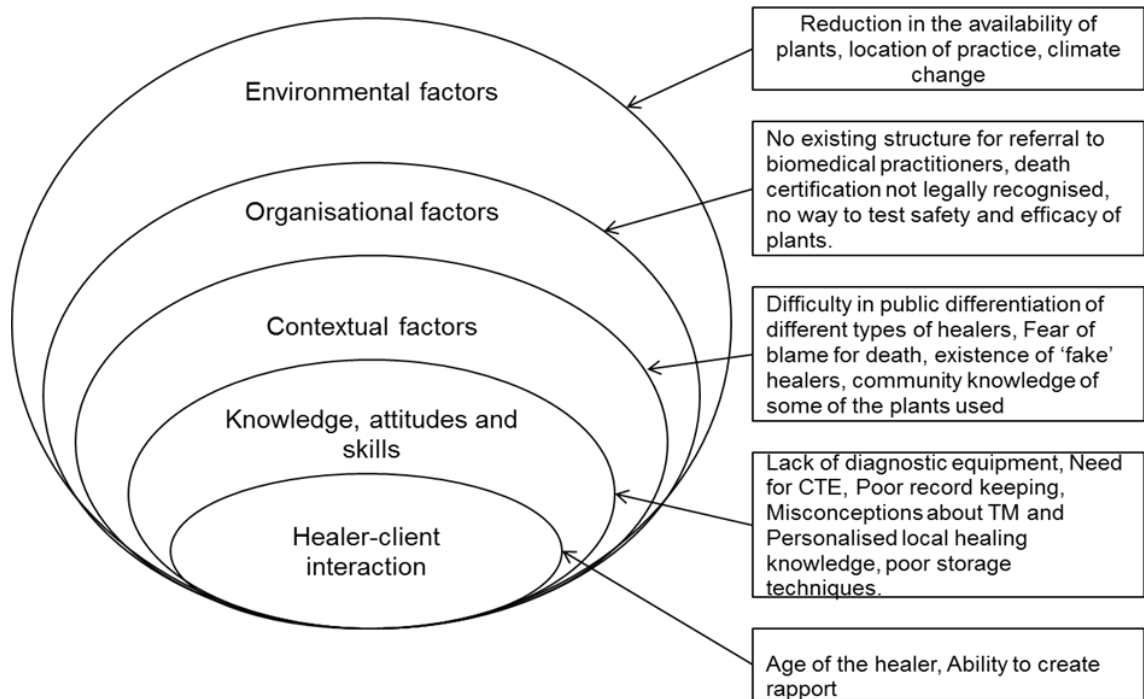 Environmental factors
Organisational factors
Contextual factors
Knowledge, attitudes and
skills
Healer-client
interaction
Reduction in the availability of
plants, location of practice, climate
change
No existing structure for referral to
biomedical practitioners, death
certification not legally recognised,
no way to test safety and efficacy of
plants.
Difficulty in public differentiation of
different types of healers, Fear of
blame for death, existence of ‘fake’
healers, community knowledge of
some of the plants used
Lack of diagnostic equipment, Need
for CTE, Poor record keeping,
Misconceptions about TM and
Personalised local healing
knowledge, poor storage
techniques.
Age of the healer, Ability to create
rapport